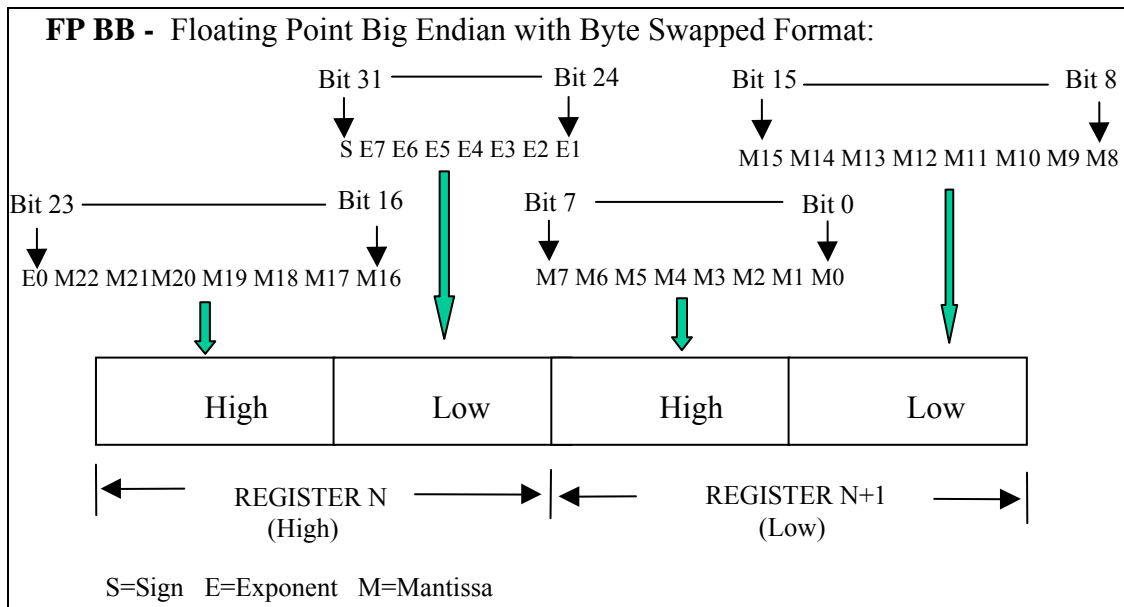 FP BB - Floating Point Big Endian with Byte Swapped Format:
Bit 31 Bit 24
Bit 15 Bit 8
S E7 E6 E5 E4 E3 E2 E1
M15 M14 M13 M12 M11 M10 M9 M8
Bit 23 Bit 16
Bit 7 Bit 0
E0 M22 M21M20 M19 M18 M17 M16
M7 M6 M5 M4 M3 M2 M1 M0
High Low High Low
REGISTER N
(High)
REGISTER N+1
(Low)
S=Sign E=Exponent M=Mantissa